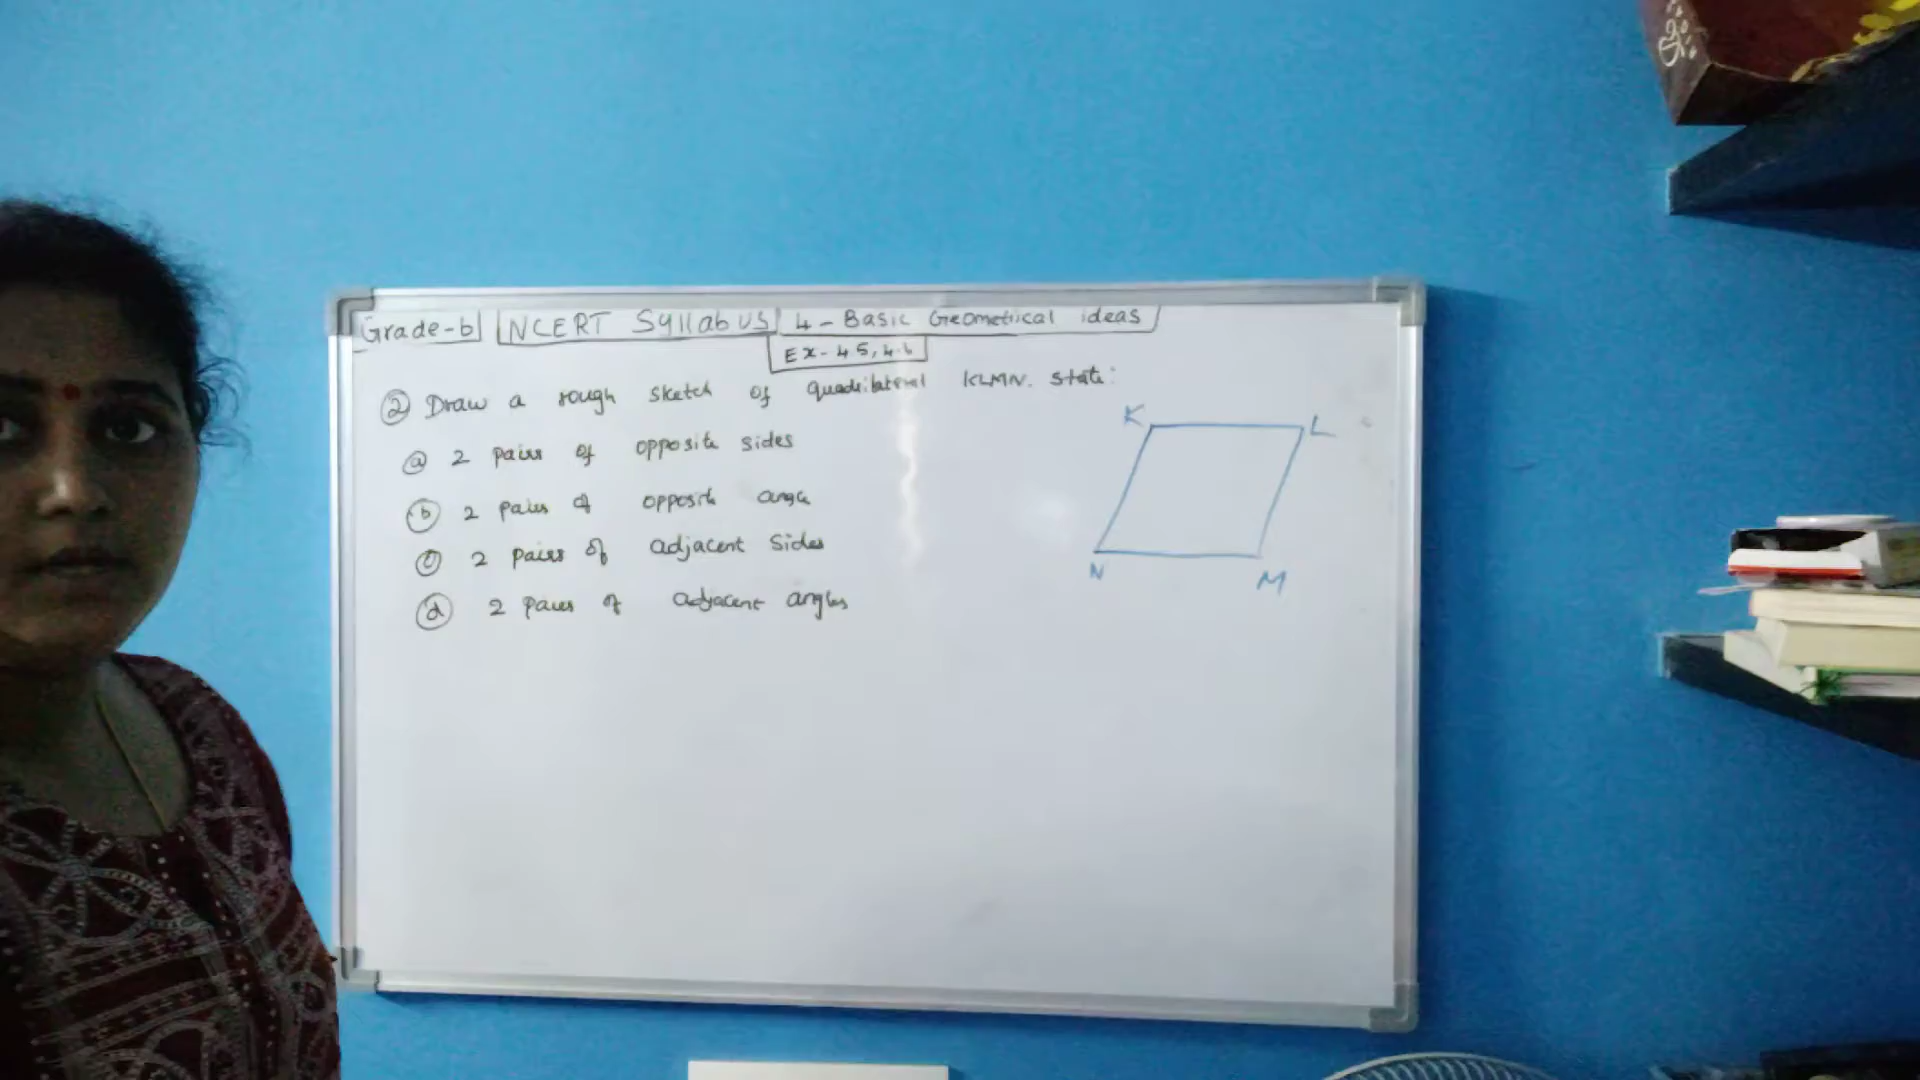 Grade-6 NCERT Syllabus 4 - Basic Geometrical ideas
Ex - 4.5, 4.6
② Draw a rough sketch of quadrilateral KLMN. state:
ⓐ 2 pairs of opposite sides
ⓑ 2 pairs of opposite angle
ⓒ 2 pairs of adjacent sides
ⓓ 2 pairs of adjacent angles
K L
N M